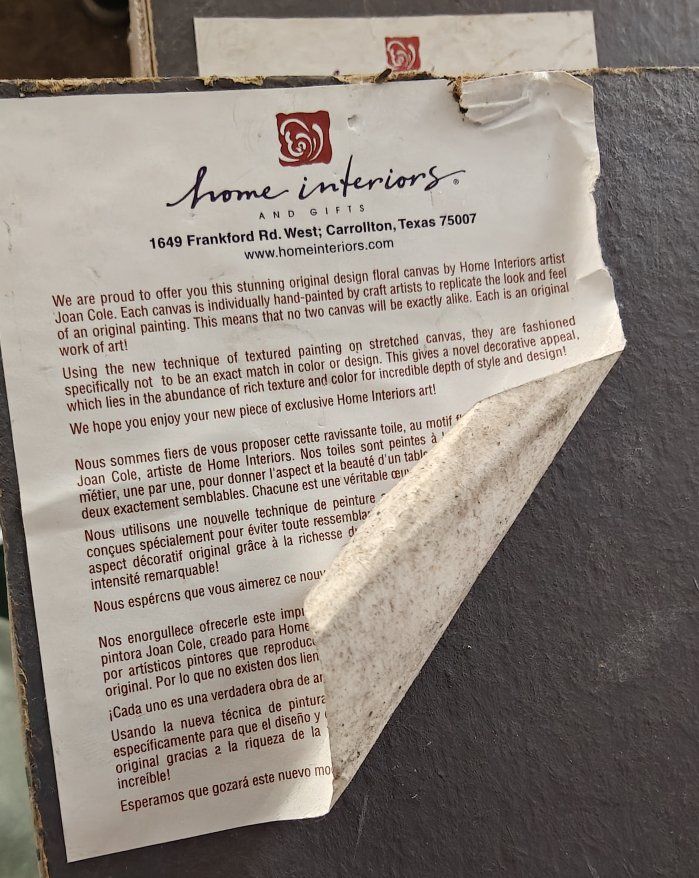 home interiors®
AND GIFTS
1649 Frankford Rd. West; Carrollton, Texas 75007
www.homeinteriors.com
We are proud to offer you this stunning original design floral canvas by Home Interiors artist
Joan Cole. Each canvas is individually hand-painted by craft artists to replicate the look and feel
of an original painting. This means that no two canvas will be exactly alike. Each is an original
work of art!
Using the new technique of textured painting on stretched canvas, they are fashioned
specifically not to be an exact match in color or design. This gives a novel decorative appeal,
which lies in the abundance of rich texture and color for incredible depth of style and design!
We hope you enjoy your new piece of exclusive Home Interiors art!
Nous sommes fiers de vous proposer cette ravissante toile, au motif
Joan Cole, artiste de Home Interiors. Nos toiles sont peintes à
métier, une par une, pour donner l'aspect et la beauté d'un
deux exactement semblables. Chacune est une véritable
Nous utilisons une nouvelle technique de peinture
conçues spécialement pour éviter toute
aspect décoratif original grâce à la richesse
intensité remarquable!
Nous espérons que vous aimerez ce
Nos enorgullece ofrecerle este
pintora Joan Cole, creado para Home
por artísticos pintores que
original. Por lo que no existen dos
¡Cada uno es una verdadera obra de
Usando la nueva técnica de pintura
específicamente para que el diseño y
original gracias a la riqueza de la
increíble!
Esperamos que gozará este nuevo